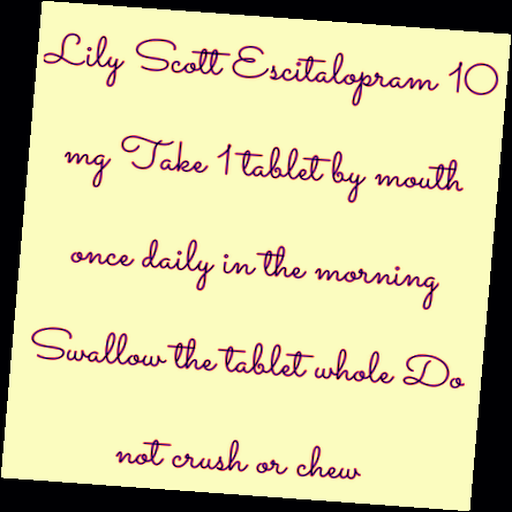 Lily Scott Escitalopram 10
mg Take 1 tablet by mouth
once daily in the morning
Swallow the tablet whole Do
not crush or chew